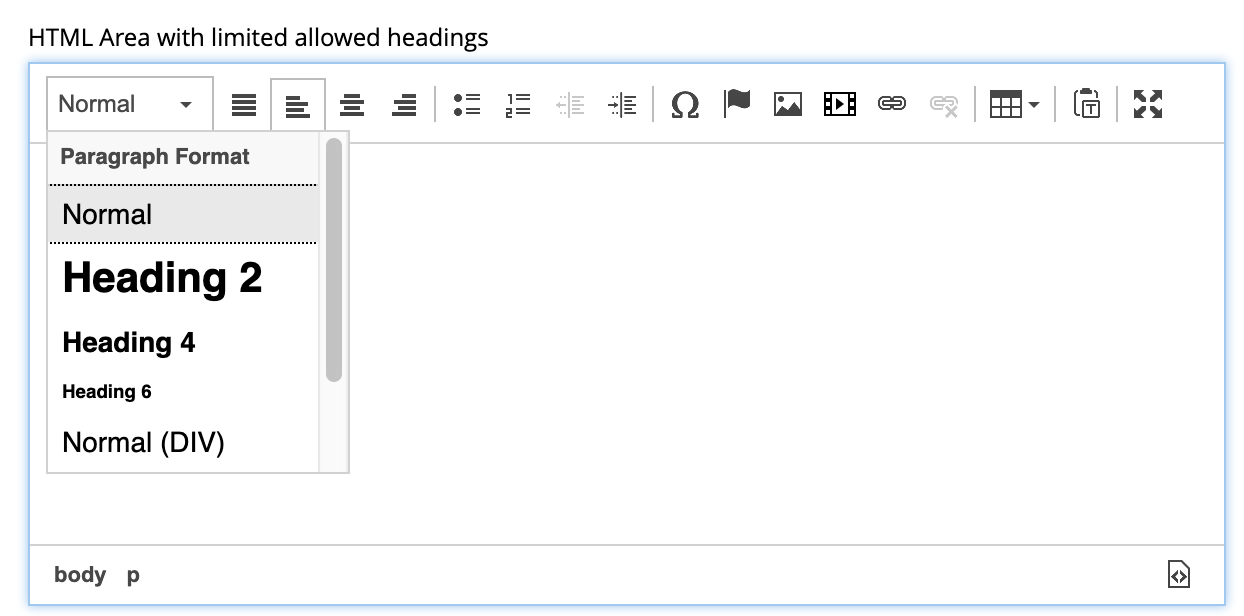 HTML Area with limited allowed headings
Normal
Paragraph Format
Normal
Heading 2
Heading 4
Heading 6
Normal (DIV)
body p